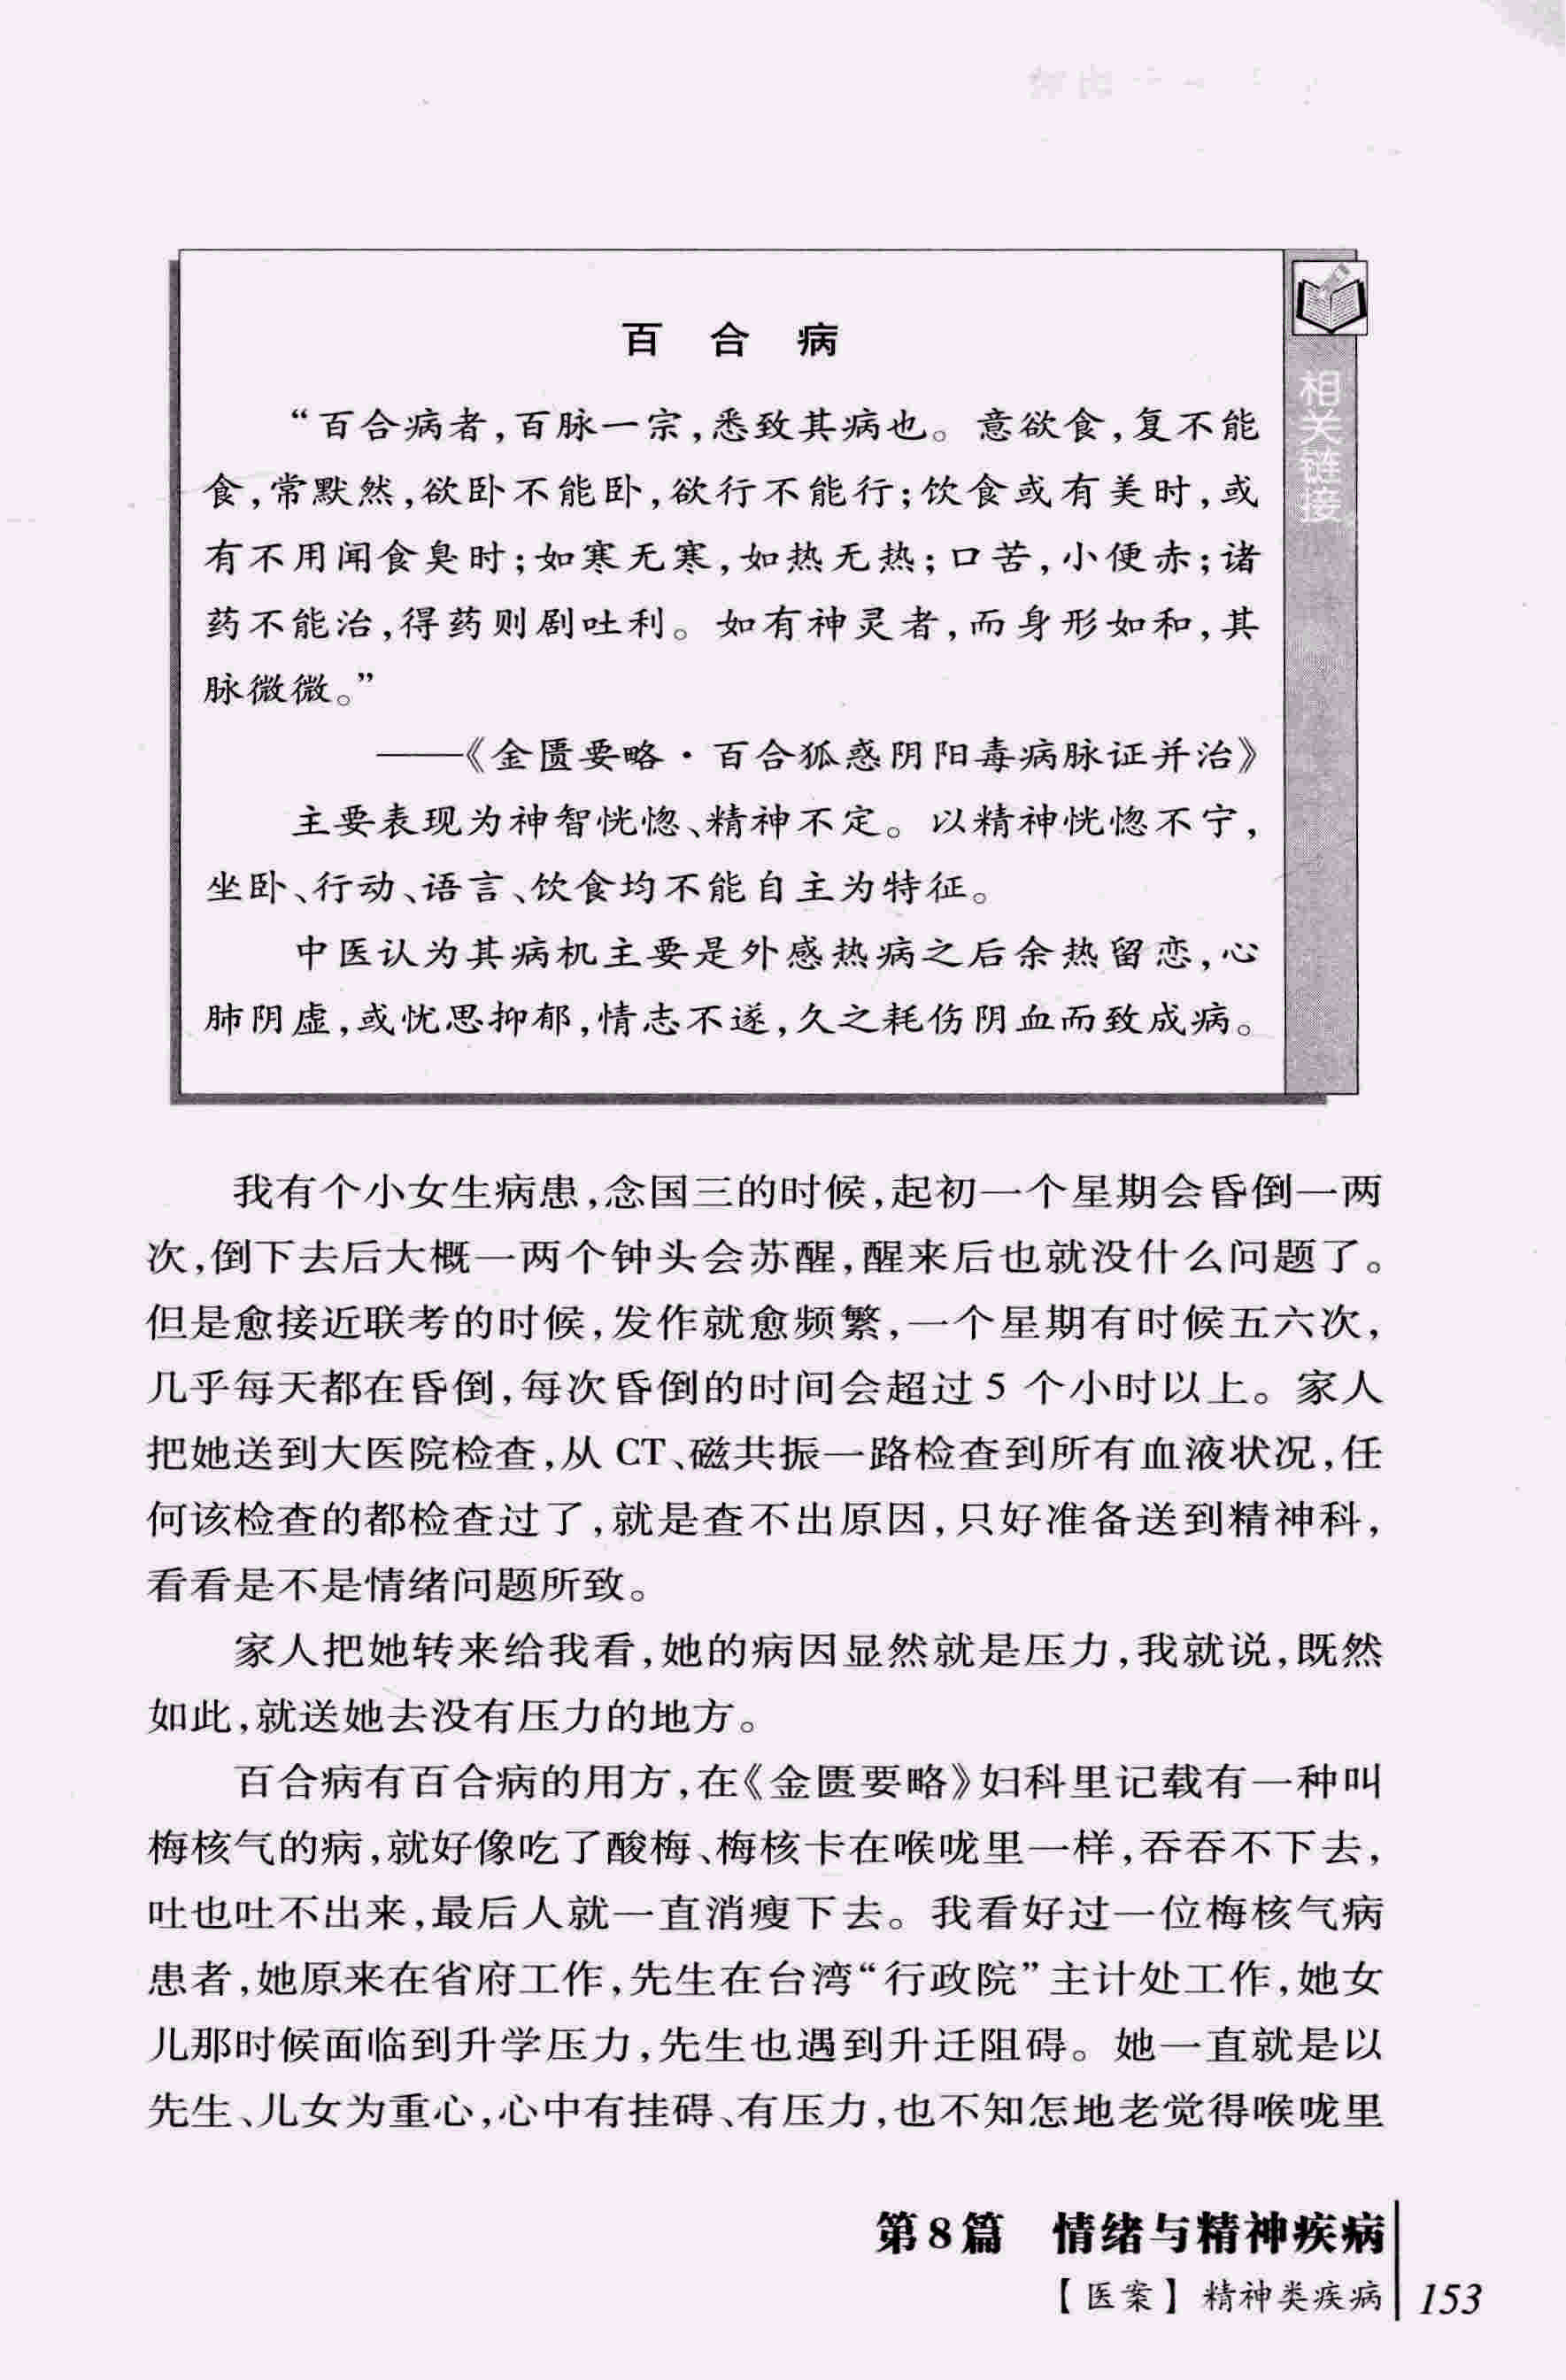 百合病
“百合病者,百脉一宗,悉致其病也。意欲食,复不能
食,常默然,欲卧不能卧,欲行不能行;饮食或有美时,或
有不用闻食臭时;如寒无寒,如热无热;口苦,小便赤;诸
药不能治,得药则剧吐利。如有神灵者,而身形如和,其
脉微微。”
——《金匮要略·百合狐惑阴阳毒病脉证并治》
主要表现为神智恍惚、精神不定。以精神恍惚不宁,
坐卧、行动、语言、饮食均不能自主为特征。
中医认为其病机主要是外感热病之后余热留恋,心
肺阴虚,或忧思抑郁,情志不遂,久之耗伤阴血而致成病。
相关链接
我有个小女生病患,念国三的时候,起初一个星期会昏倒一两
次,倒下去后大概一两个钟头会苏醒,醒来后也就没什么问题了。
但是愈接近联考的时候,发作就愈频繁,一个星期有时候五六次,
几乎每天都在昏倒,每次昏倒的时间会超过5个小时以上。家人
把她送到大医院检查,从CT、磁共振一路检查到所有血液状况,任
何该检查的都检查过了,就是查不出原因,只好准备送到精神科,
看看是不是情绪问题所致。
家人把她转来给我看,她的病因显然就是压力,我就说,既然
如此,就送她去没有压力的地方。
百合病有百合病的用方,在《金匮要略》妇科里记载有一种叫
梅核气的病,就好像吃了酸梅、梅核卡在喉咙里一样,吞吞不下去,
吐也吐不出来,最后人就一直消瘦下去。我看好过一位梅核气病
患者,她原来在省府工作,先生在台湾“行政院”主计处工作,她女
儿那时候面临到升学压力,先生也遇到升迁阻碍。她一直就是以
先生、儿女为重心,心中有挂碍、有压力,也不知怎地老觉得喉咙里
第8篇 情绪与精神疾病
【医案】精神类疾病
153